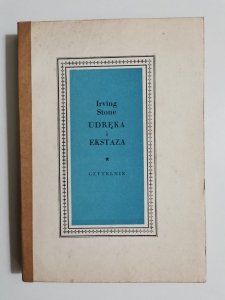 Irving
Stone
UDRĘKA
i
EKSTAZA
CZYTELNIK